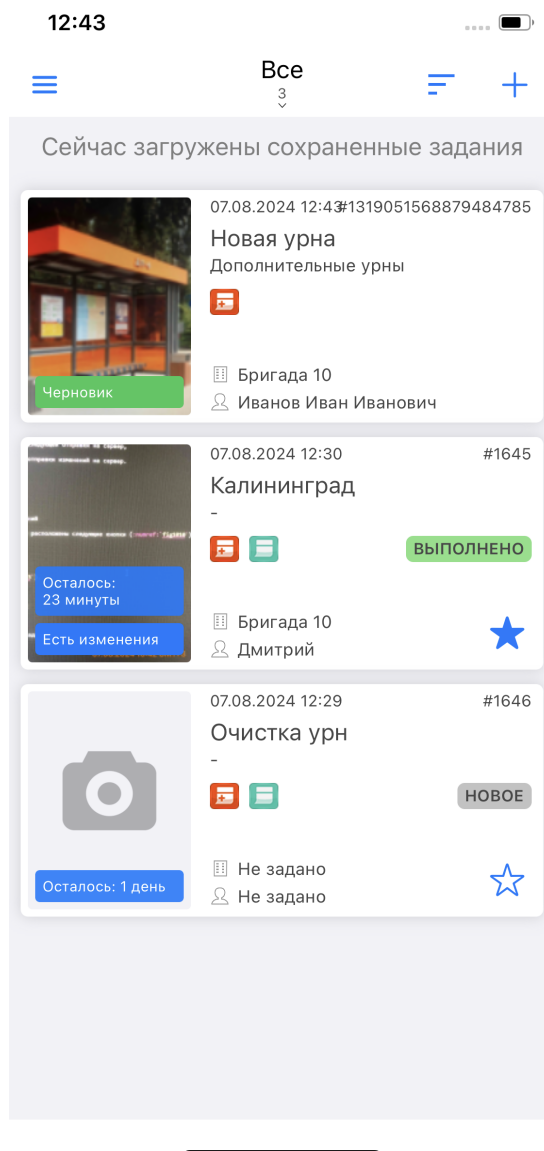 12:43
Все
3
Сейчас загружены сохраненные задания
07.08.2024 12:43 #1319051568879484785
Новая урна
Дополнительные урны
Черновик
Бригада 10
Иванов Иван Иванович
07.08.2024 12:30 #1645
Калининград
-
ВЫПОЛНЕНО
Осталось:
23 минуты
Есть изменения
Бригада 10
Дмитрий
07.08.2024 12:29 #1646
Очистка урн
-
НОВОЕ
Осталось: 1 день
Не задано
Не задано